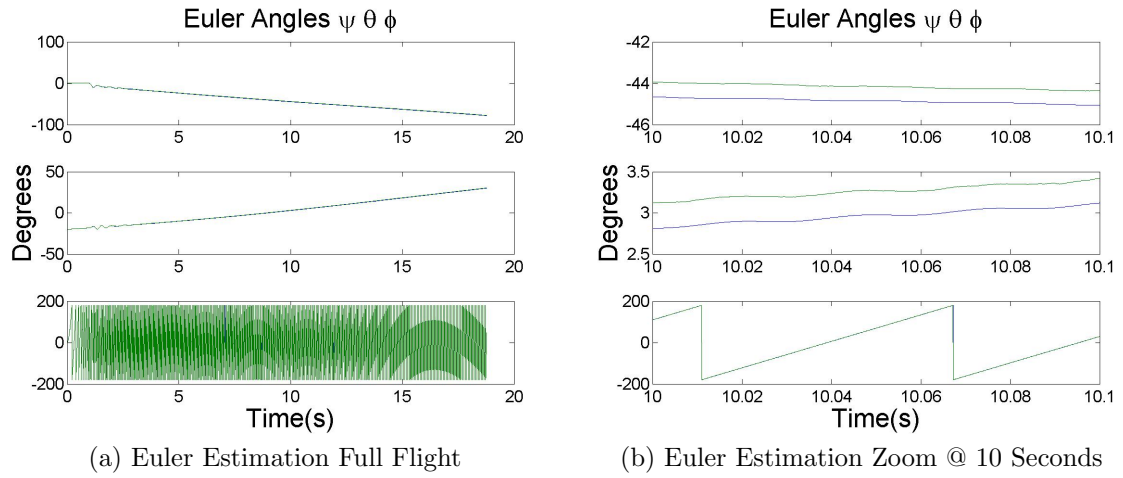 Euler Angles ψ θ ϕ
100
0
-100
0 5 10 15 20
50
0
-50
0 5 10 15 20
Degrees
200
0
-200
0 5 10 15 20
Time(s)
(a) Euler Estimation Full Flight
Euler Angles ψ θ ϕ
-42
-44
-46
10 10.02 10.04 10.06 10.08 10.1
3.5
3
2.5
10 10.02 10.04 10.06 10.08 10.1
Degrees
200
0
-200
10 10.02 10.04 10.06 10.08 10.1
Time(s)
(b) Euler Estimation Zoom @ 10 Seconds